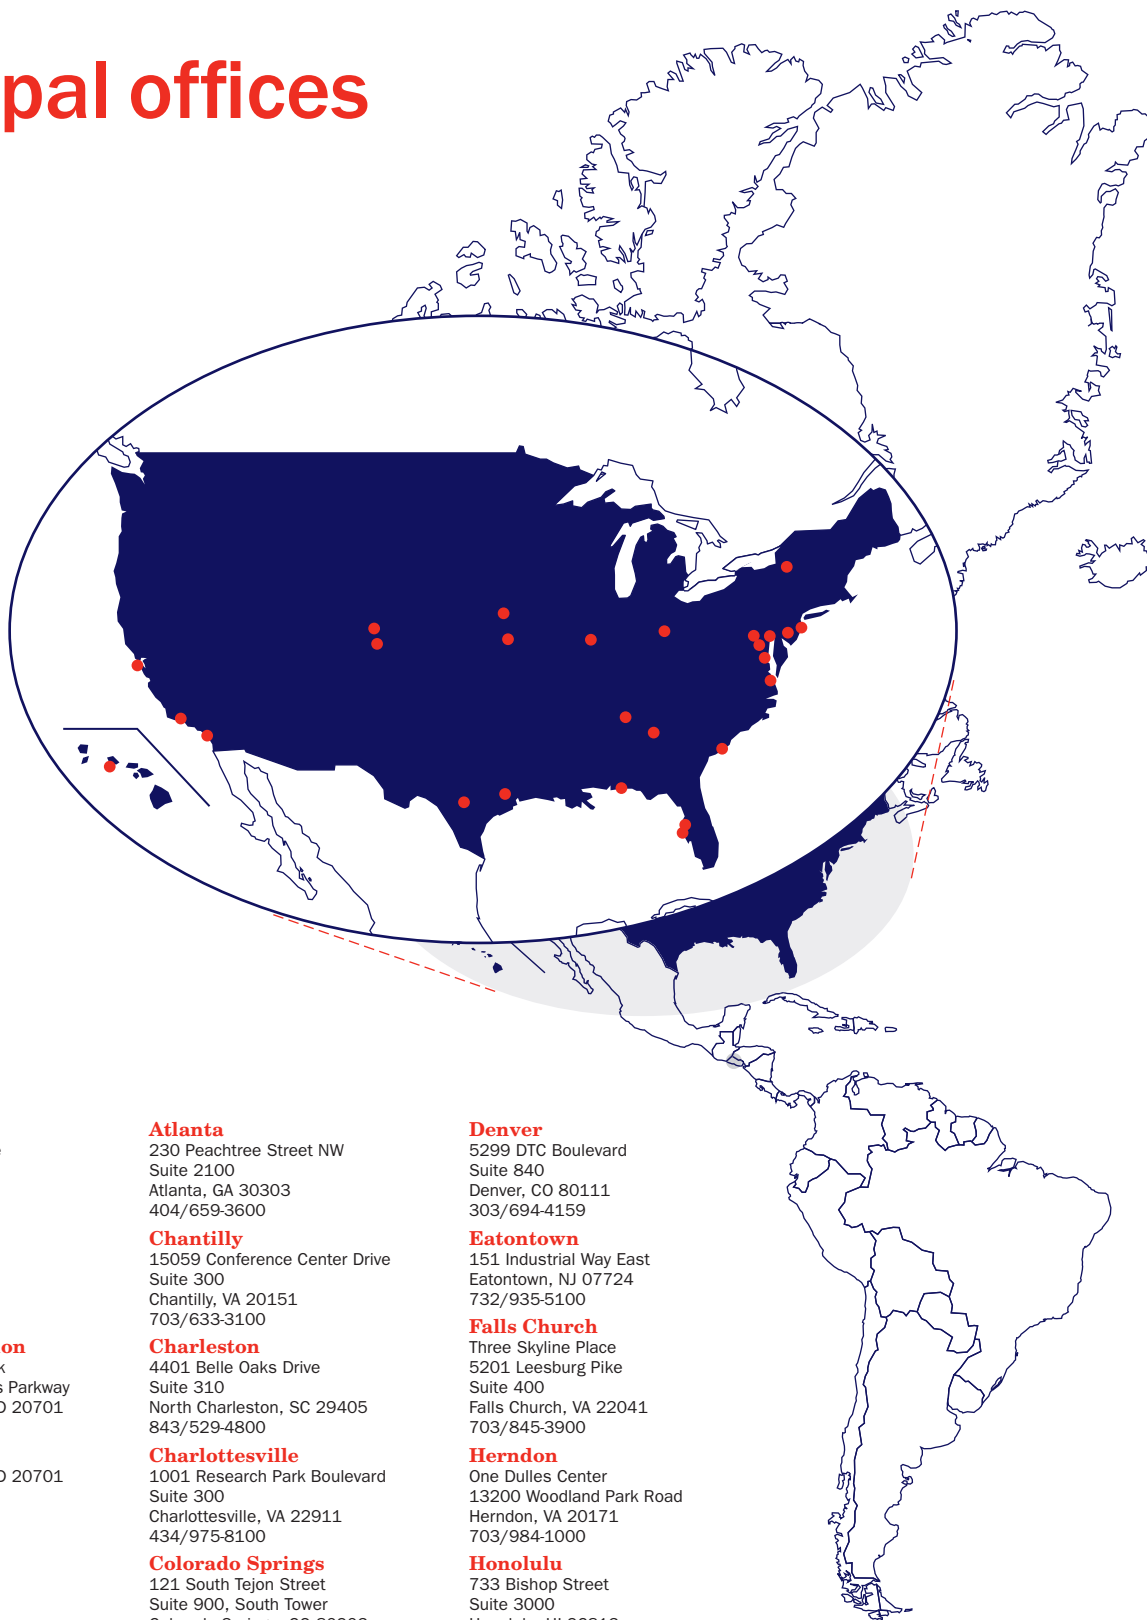 pal offices
on
s Parkway
20701
20701
Atlanta
230 Peachtree Street NW
Suite 2100
Atlanta, GA 30303
404/659-3600
Chantilly
15059 Conference Center Drive
Suite 300
Chantilly, VA 20151
703/633-3100
Charleston
4401 Belle Oaks Drive
Suite 310
North Charleston, SC 29405
843/529-4800
Charlottesville
1001 Research Park Boulevard
Suite 300
Charlottesville, VA 22911
434/975-8100
Colorado Springs
121 South Tejon Street
Suite 900, South Tower
Denver
5299 DTC Boulevard
Suite 840
Denver, CO 80111
303/694-4159
Eatontown
151 Industrial Way East
Eatontown, NJ 07724
732/935-5100
Falls Church
Three Skyline Place
5201 Leesburg Pike
Suite 400
Falls Church, VA 22041
703/845-3900
Herndon
One Dulles Center
13200 Woodland Park Road
Herndon, VA 20171
703/984-1000
Honolulu
733 Bishop Street
Suite 3000